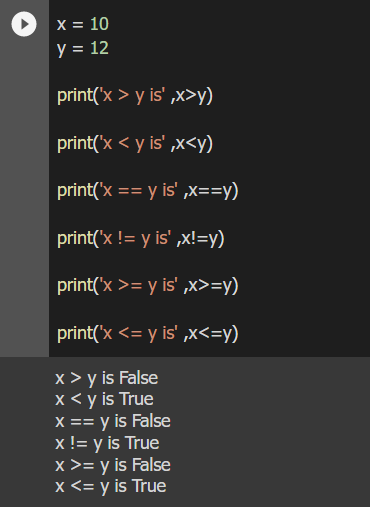 x = 10
y = 12
print('x > y is' ,x>y)
print('x < y is' ,x<y)
print('x == y is' ,x==y)
print('x != y is' ,x!=y)
print('x >= y is' ,x>=y)
print('x <= y is' ,x<=y)
x > y is False
x < y is True
x == y is False
x != y is True
x >= y is False
x <= y is True